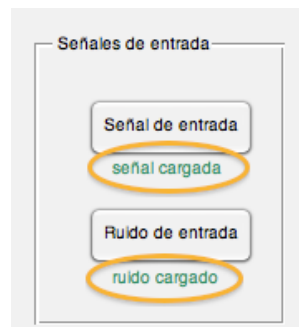 Señales de entrada
Señal de entrada
señal cargada
Ruido de entrada
ruido cargado